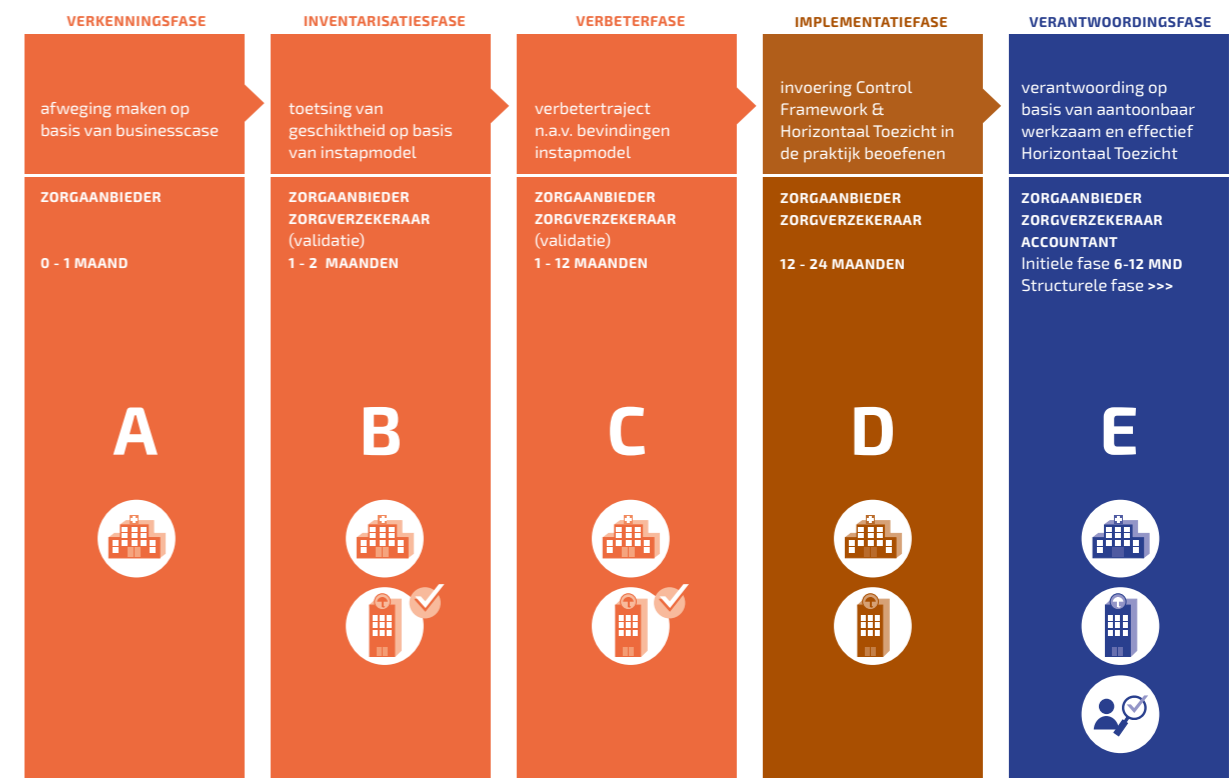 VERKENNINGSFASE
afweging maken op
basis van businesscase
ZORGAANBIEDER
0 - 1 MAAND
A
INVENTARISATIESFASE
toetsing van
geschiktheid op basis
van instapmodel
ZORGAANBIEDER
ZORGVERZEKERAAR
(validatie)
1 - 2 MAANDEN
B
VERBETERFASE
verbetertraject
n.a.v. bevindingen
instapmodel
ZORGAANBIEDER
ZORGVERZEKERAAR
(validatie)
1 - 12 MAANDEN
C
IMPLEMENTATIEFASE
invoering Control
Framework &
Horizontaal Toezicht in
de praktijk beoefenen
ZORGAANBIEDER
ZORGVERZEKERAAR
12 - 24 MAANDEN
D
VERANTWOORDINGSFASE
verantwoording op
basis van aantoonbaar
werkzaam en effectief
Horizontaal Toezicht
ZORGAANBIEDER
ZORGVERZEKERAAR
ACCOUNTANT
Initiele fase 6-12 MND
Structurele fase >>>
E